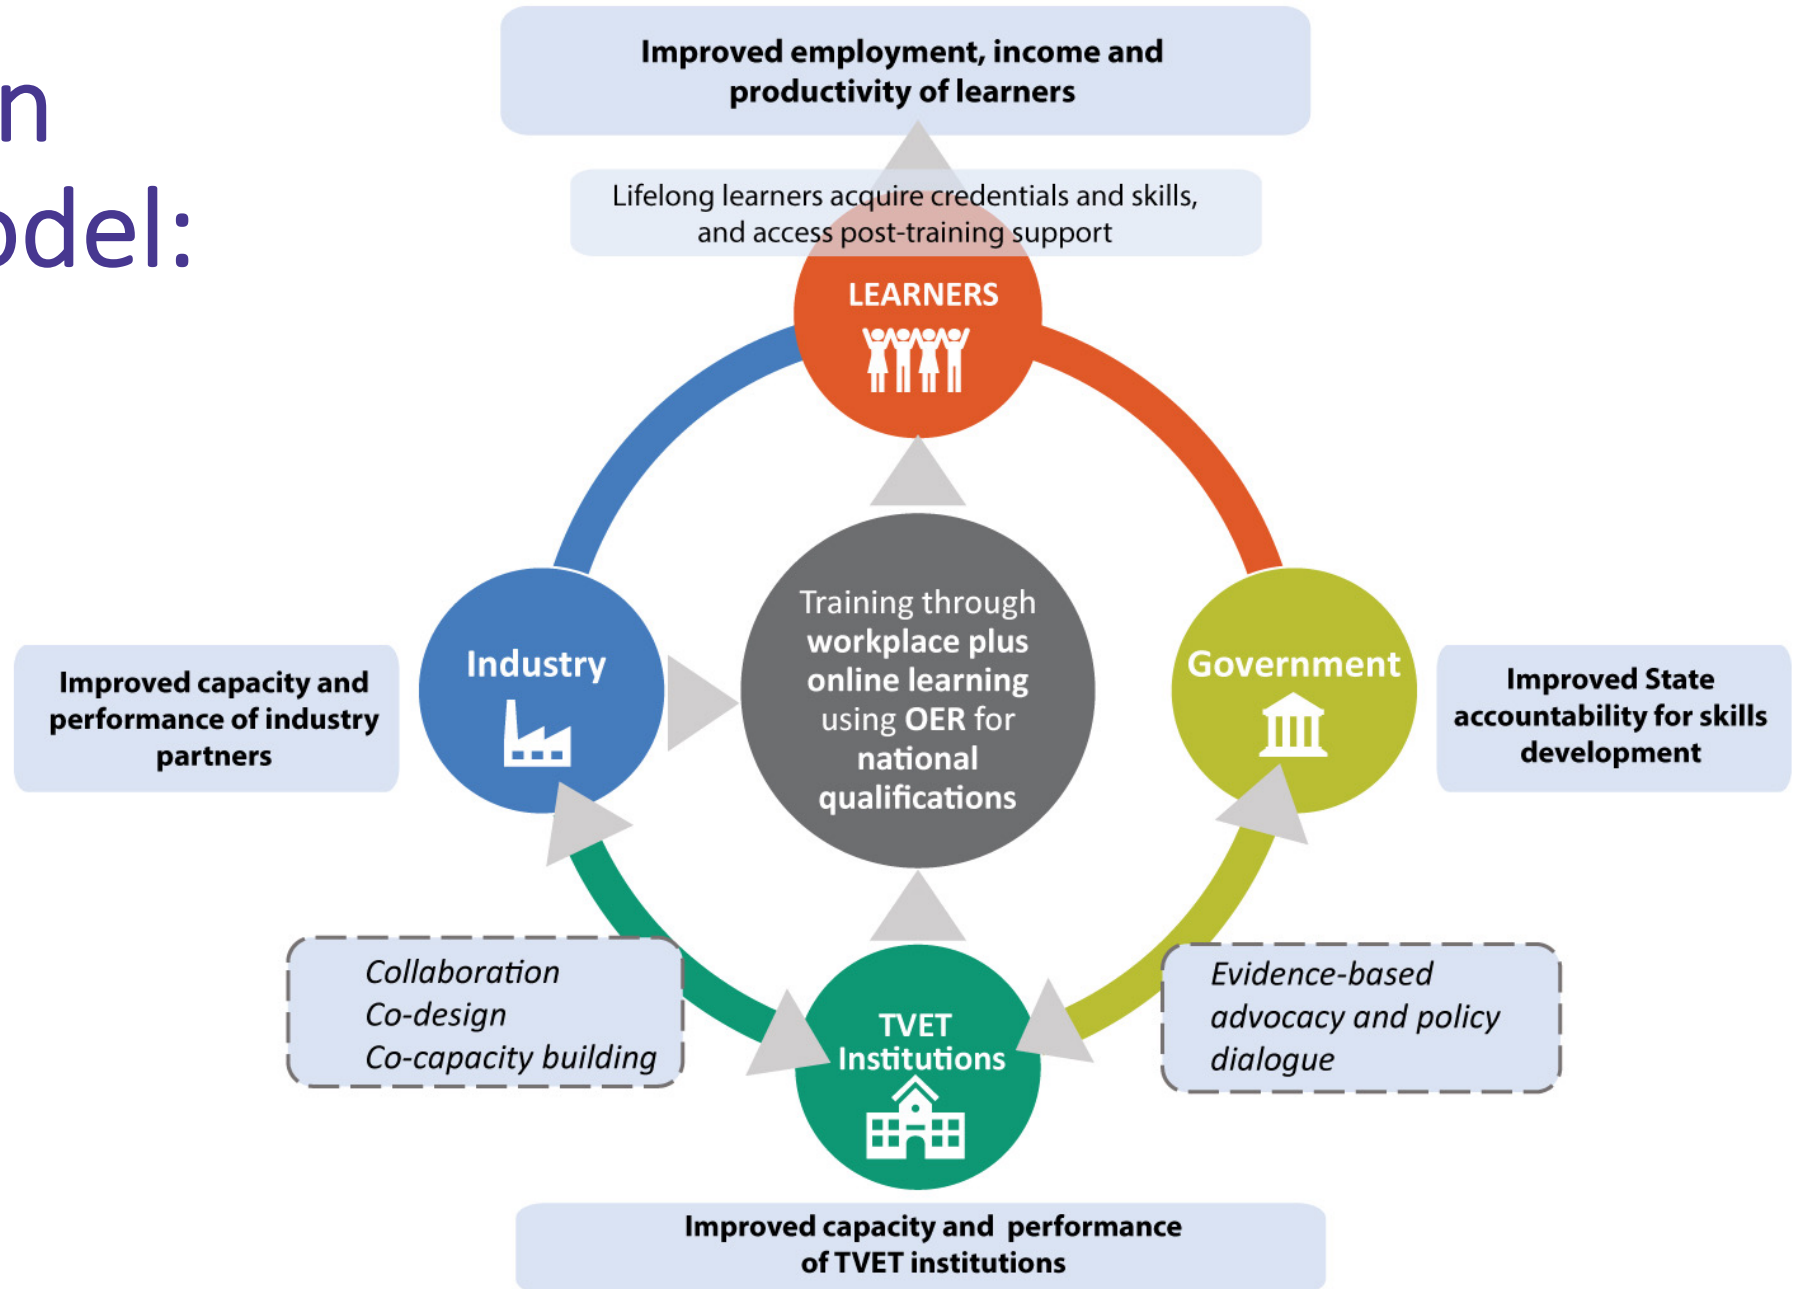 n
odel:
Improved employment, income and
productivity of learners
Lifelong learners acquire credentials and skills,
and access post-training support
LEARNERS
Industry
Improved capacity and
performance of industry
partners
Training through
workplace plus
online learning
using OER for
national
qualifications
Government
Improved State
accountability for skills
development
Collaboration
Co-design
Co-capacity building
TVET
Institutions
Evidence-based
advocacy and policy
dialogue
Improved capacity and performance
of TVET institutions